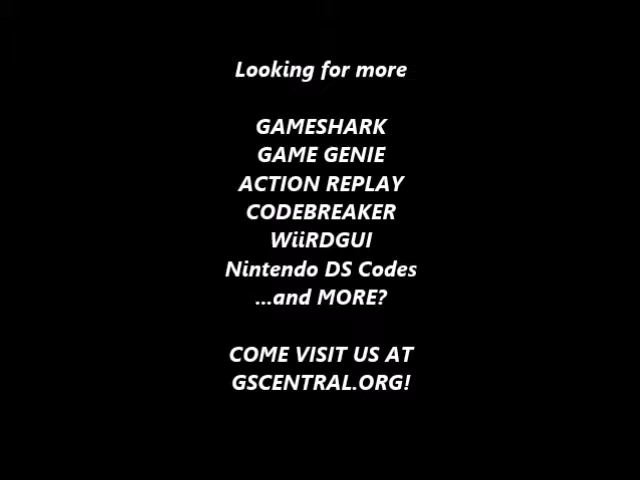 Looking for more
GAMESHARK
GAME GENIE
ACTION REPLAY
CODEBREAKER
WiiRDGUI
Nintendo DS Codes
...and MORE?
COME VISIT US AT
GSCENTRAL.ORG!